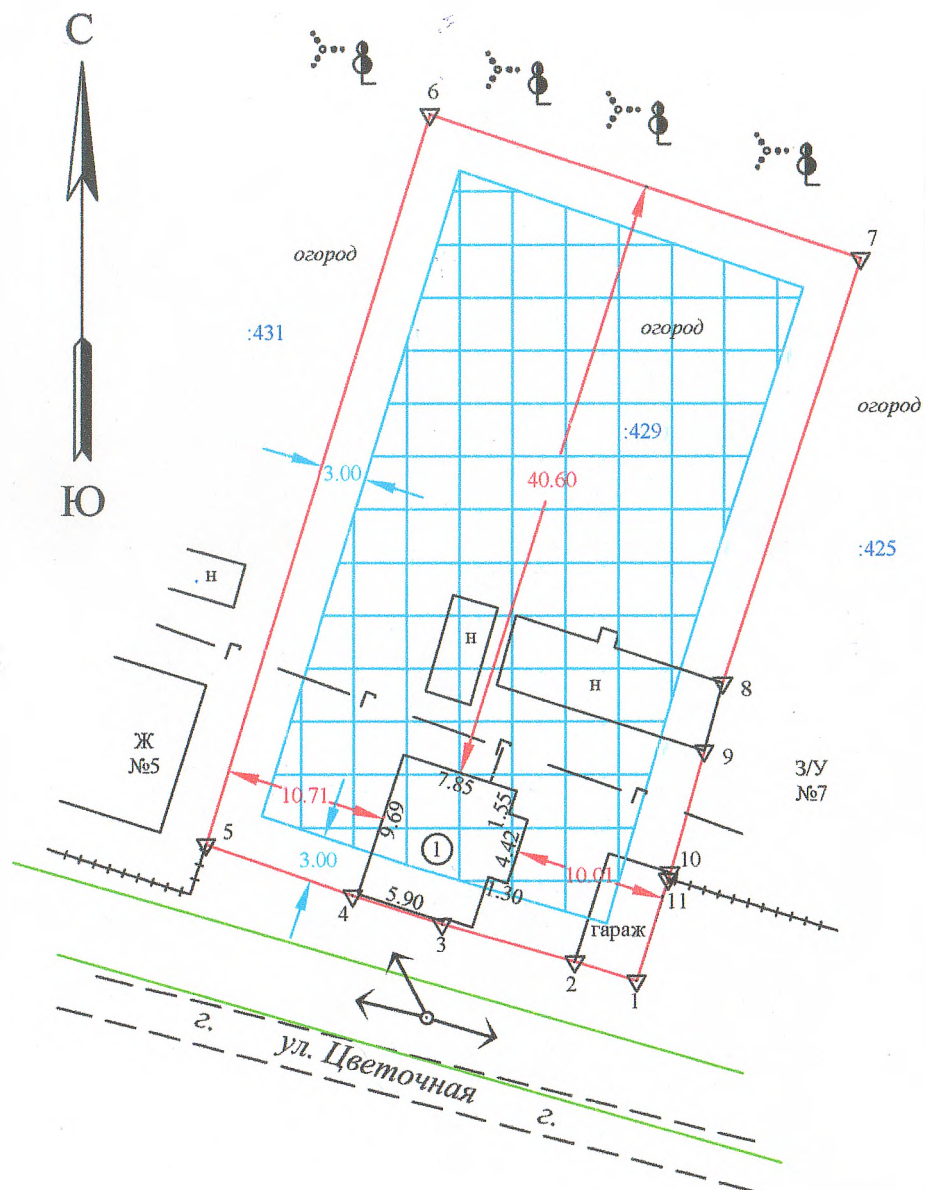 С
6
7
огород
:431
огород
огород
:429
3.00
40.60
Ю
:425
н
н
н
8
Ж
№5
9
З/У
№7
7.85
10.71
1.55
9.69
4.42
5
1
3.00
10.01
10
1.30
11
5.90
4
3
гараж
2
1
г.
ул. Цветочная
г.